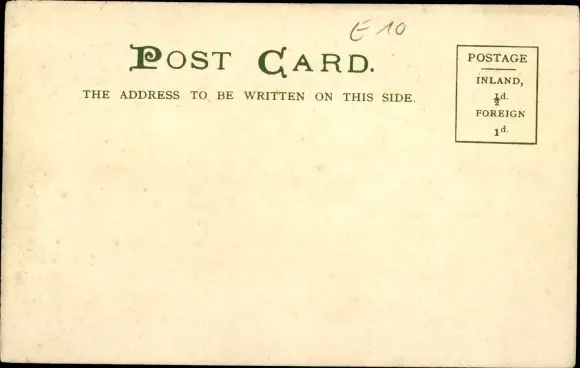 E 10
POST CARD.
THE ADDRESS TO BE WRITTEN ON THIS SIDE.
POSTAGE
INLAND,
½d.
FOREIGN
1d.